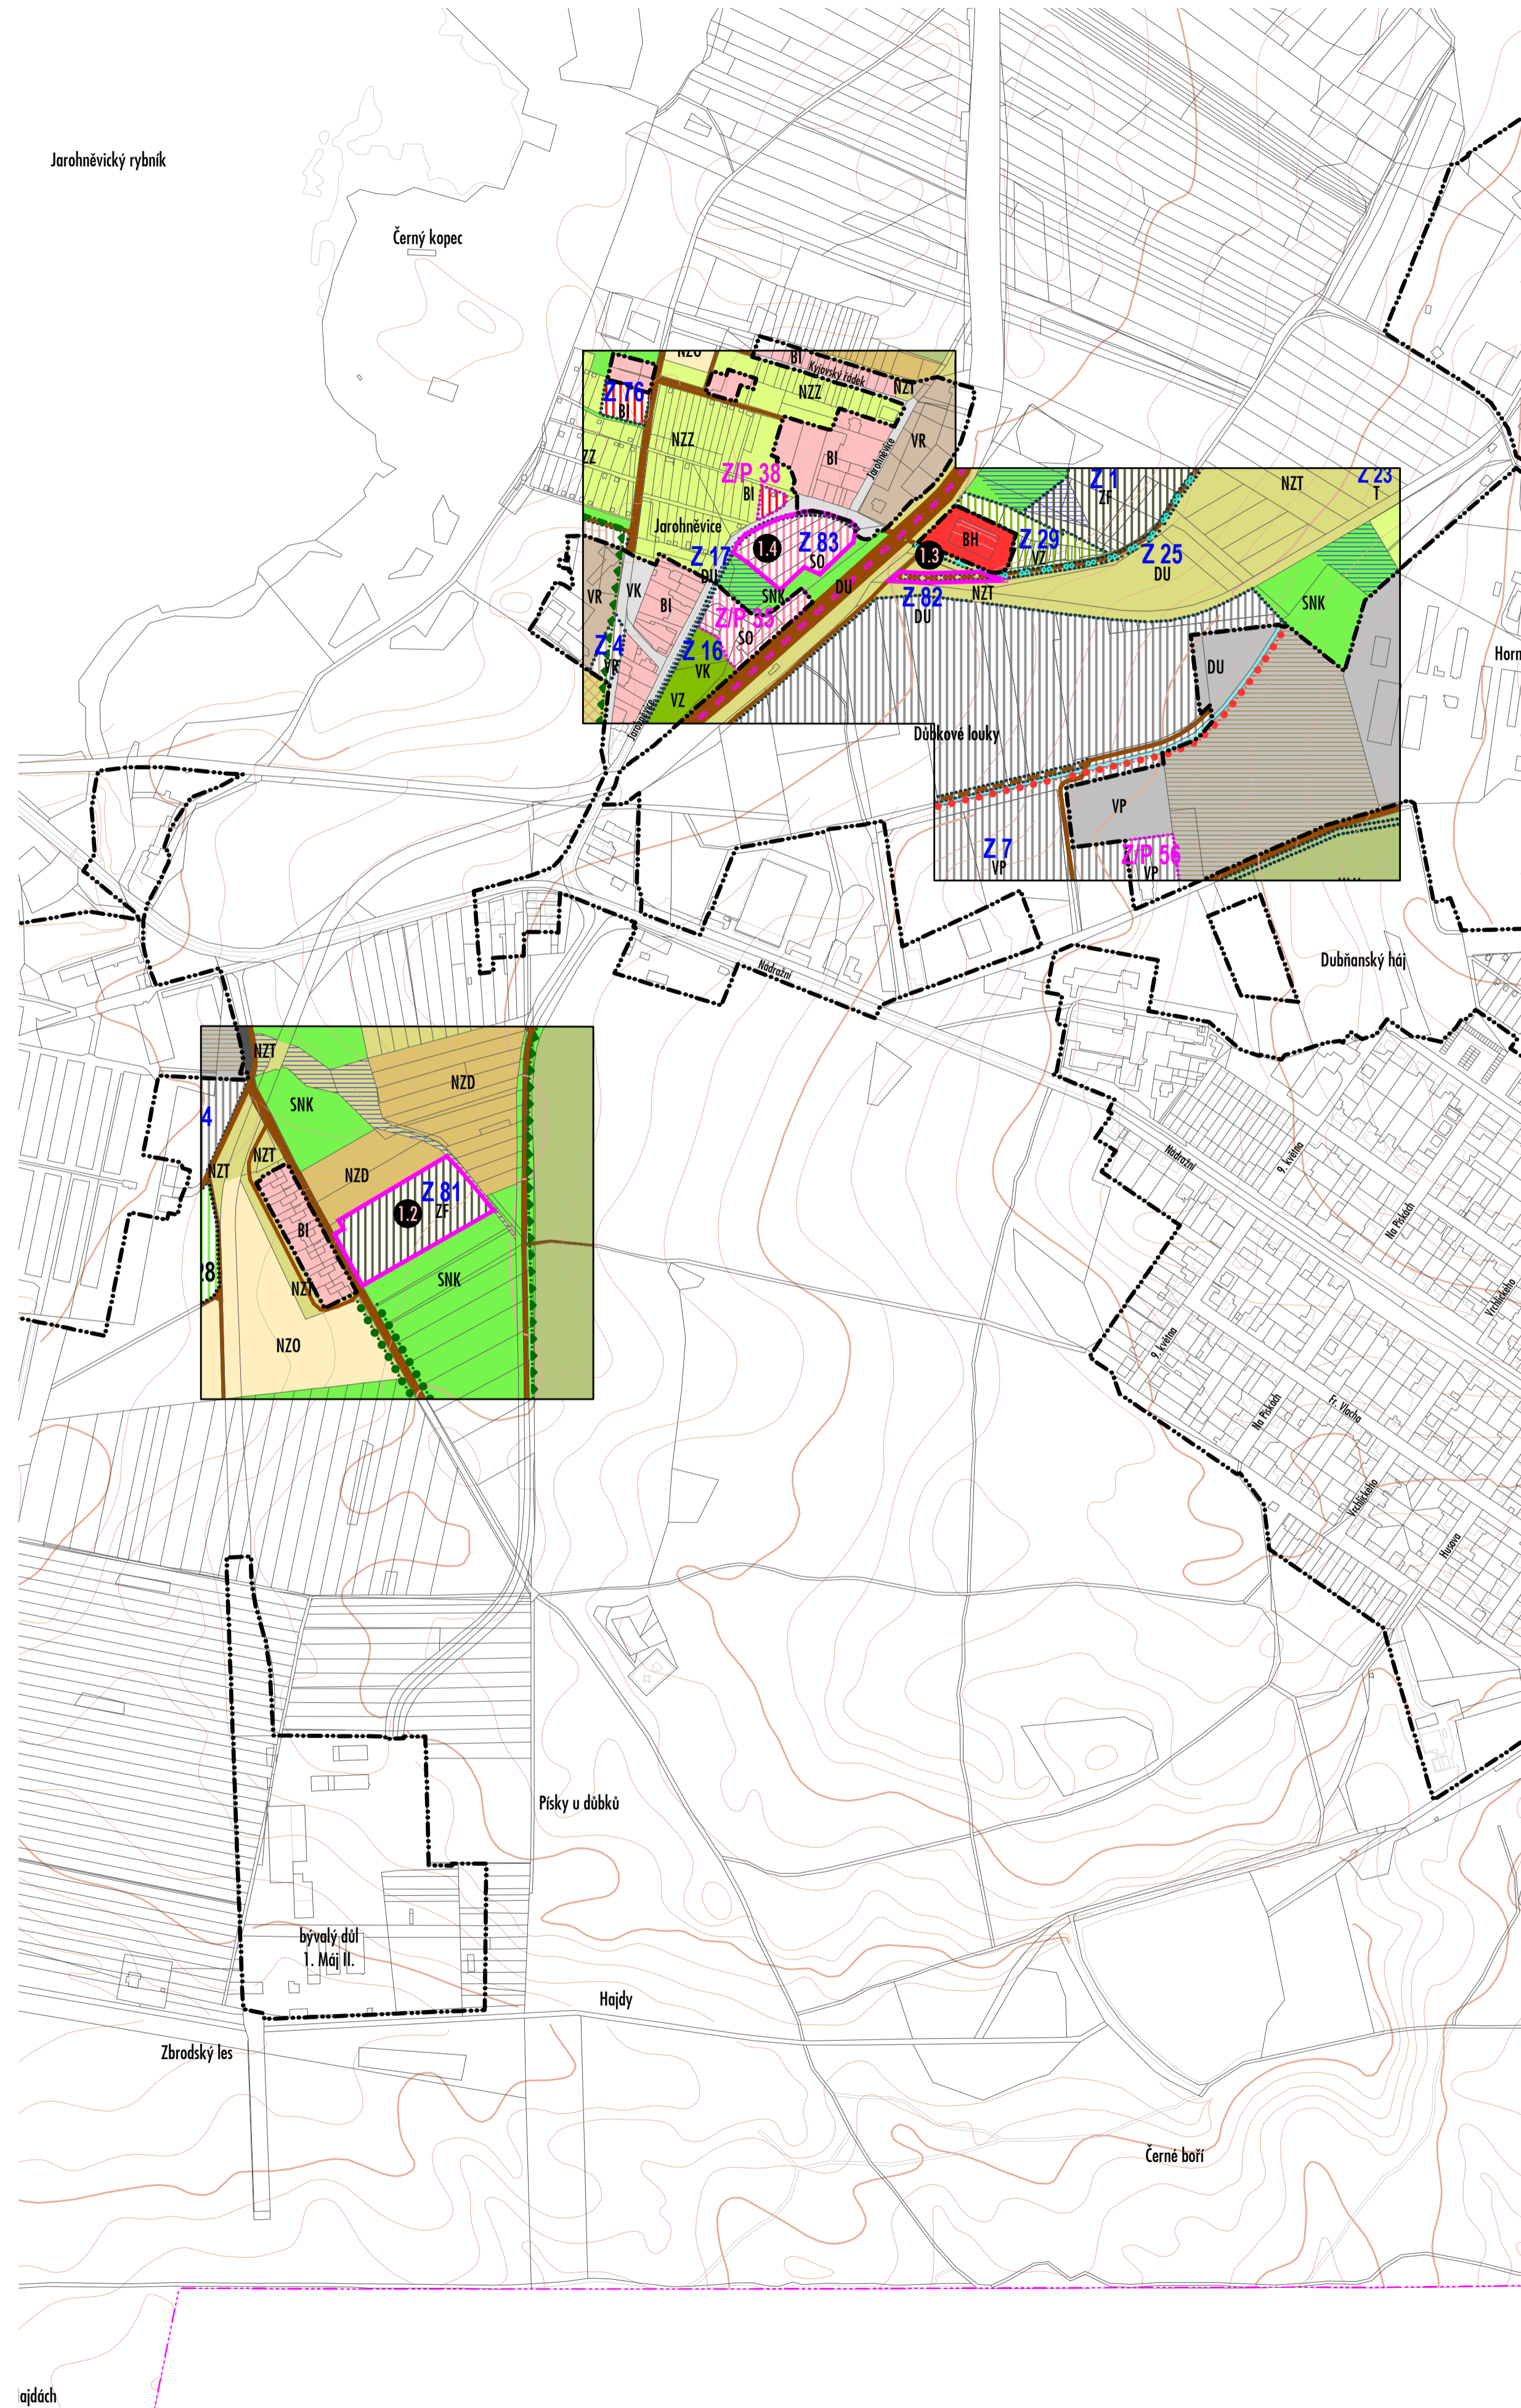 Jarohněvický rybník
Černý kopec
BI
Kyjovský řádek
NZT
NZZ
Z 76
BI
NZZ
VR
ZZ
BI
Jarohněvice
Z/P 38
BI
Jarohněvice
1.4
Z 83
SO
Z 17
DU
SNK
DU
1.3
BH
Z 29
VZ
Z 1
ZF
NZT
Z 23
T
Z 25
DU
Z 82
DU
NZT
SNK
VR
VK
BI
Z/P 35
SO
Z 4
VR
Z 16
VK
VZ
Jarohněvice
DU
Důbkové louky
VP
Z 7
VP
Z/P 56
VP
Horn
Nádražní
Dubňanský háj
NZT
NZD
SNK
4
NZT
NZT
NZD
Z 81
ZF
1.2
BI
28
NZT
SNK
NZO
Nádražní
9. května
Na Pískách
Vrchlického
9. května
Na Pískách
Fr. Vlacha
Vrchlického
Husova
Písky u důbků
bývalý důl
1. Máj II.
Hajdy
Zbrodský les
Černé boří
ajdách